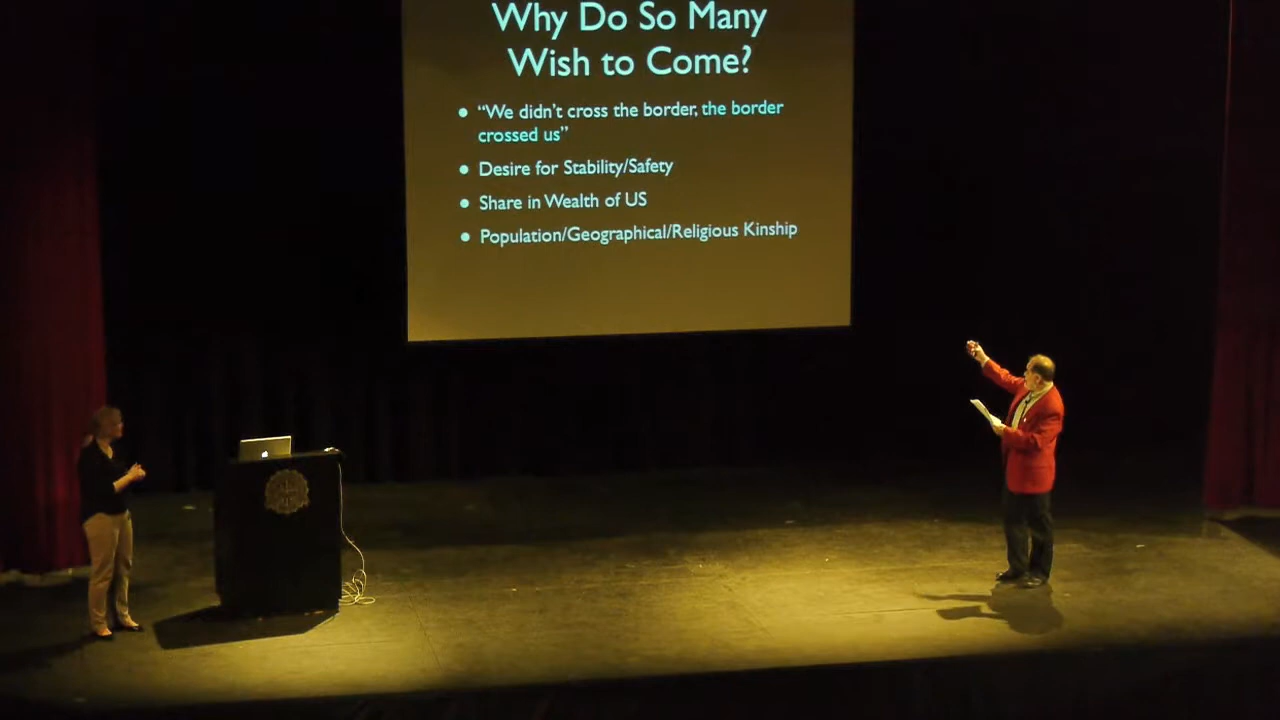 Why Do So Many
Wish to Come?
• “We didn’t cross the border, the border
crossed us”
• Desire for Stability/Safety
• Share in Wealth of US
• Population/Geographical/Religious Kinship